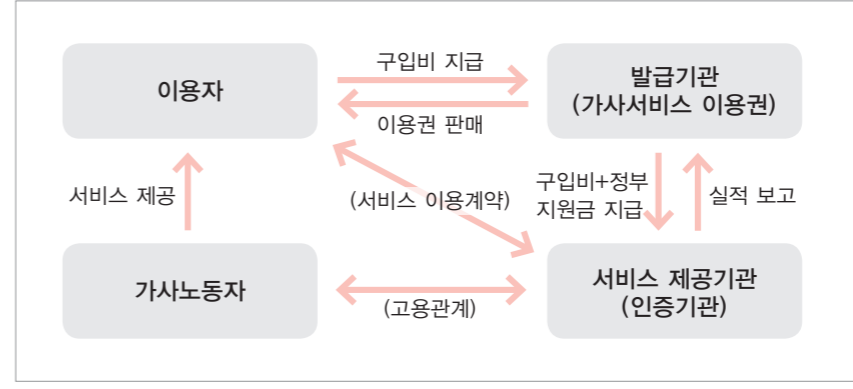 구입비 지급
이용자
발급기관
(가사서비스 이용권)
이용권 판매
서비스 제공
(서비스 이용계약)
구입비+정부
지원금 지급
실적 보고
가사노동자
서비스 제공기관
(인증기관)
(고용관계)